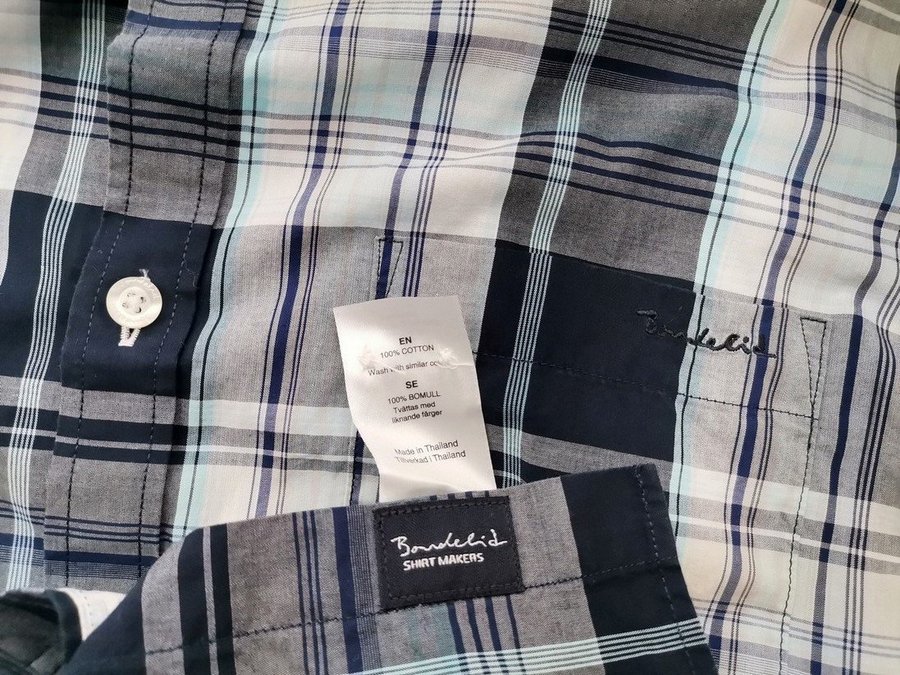 Bondelid
EN
100% COTTON
Wash with similar
SE
100% BOMULL
Tvättas med
liknande färger
Made in Thailand
Tillverkad i Thailand
Bondelid
SHIRT MAKERS